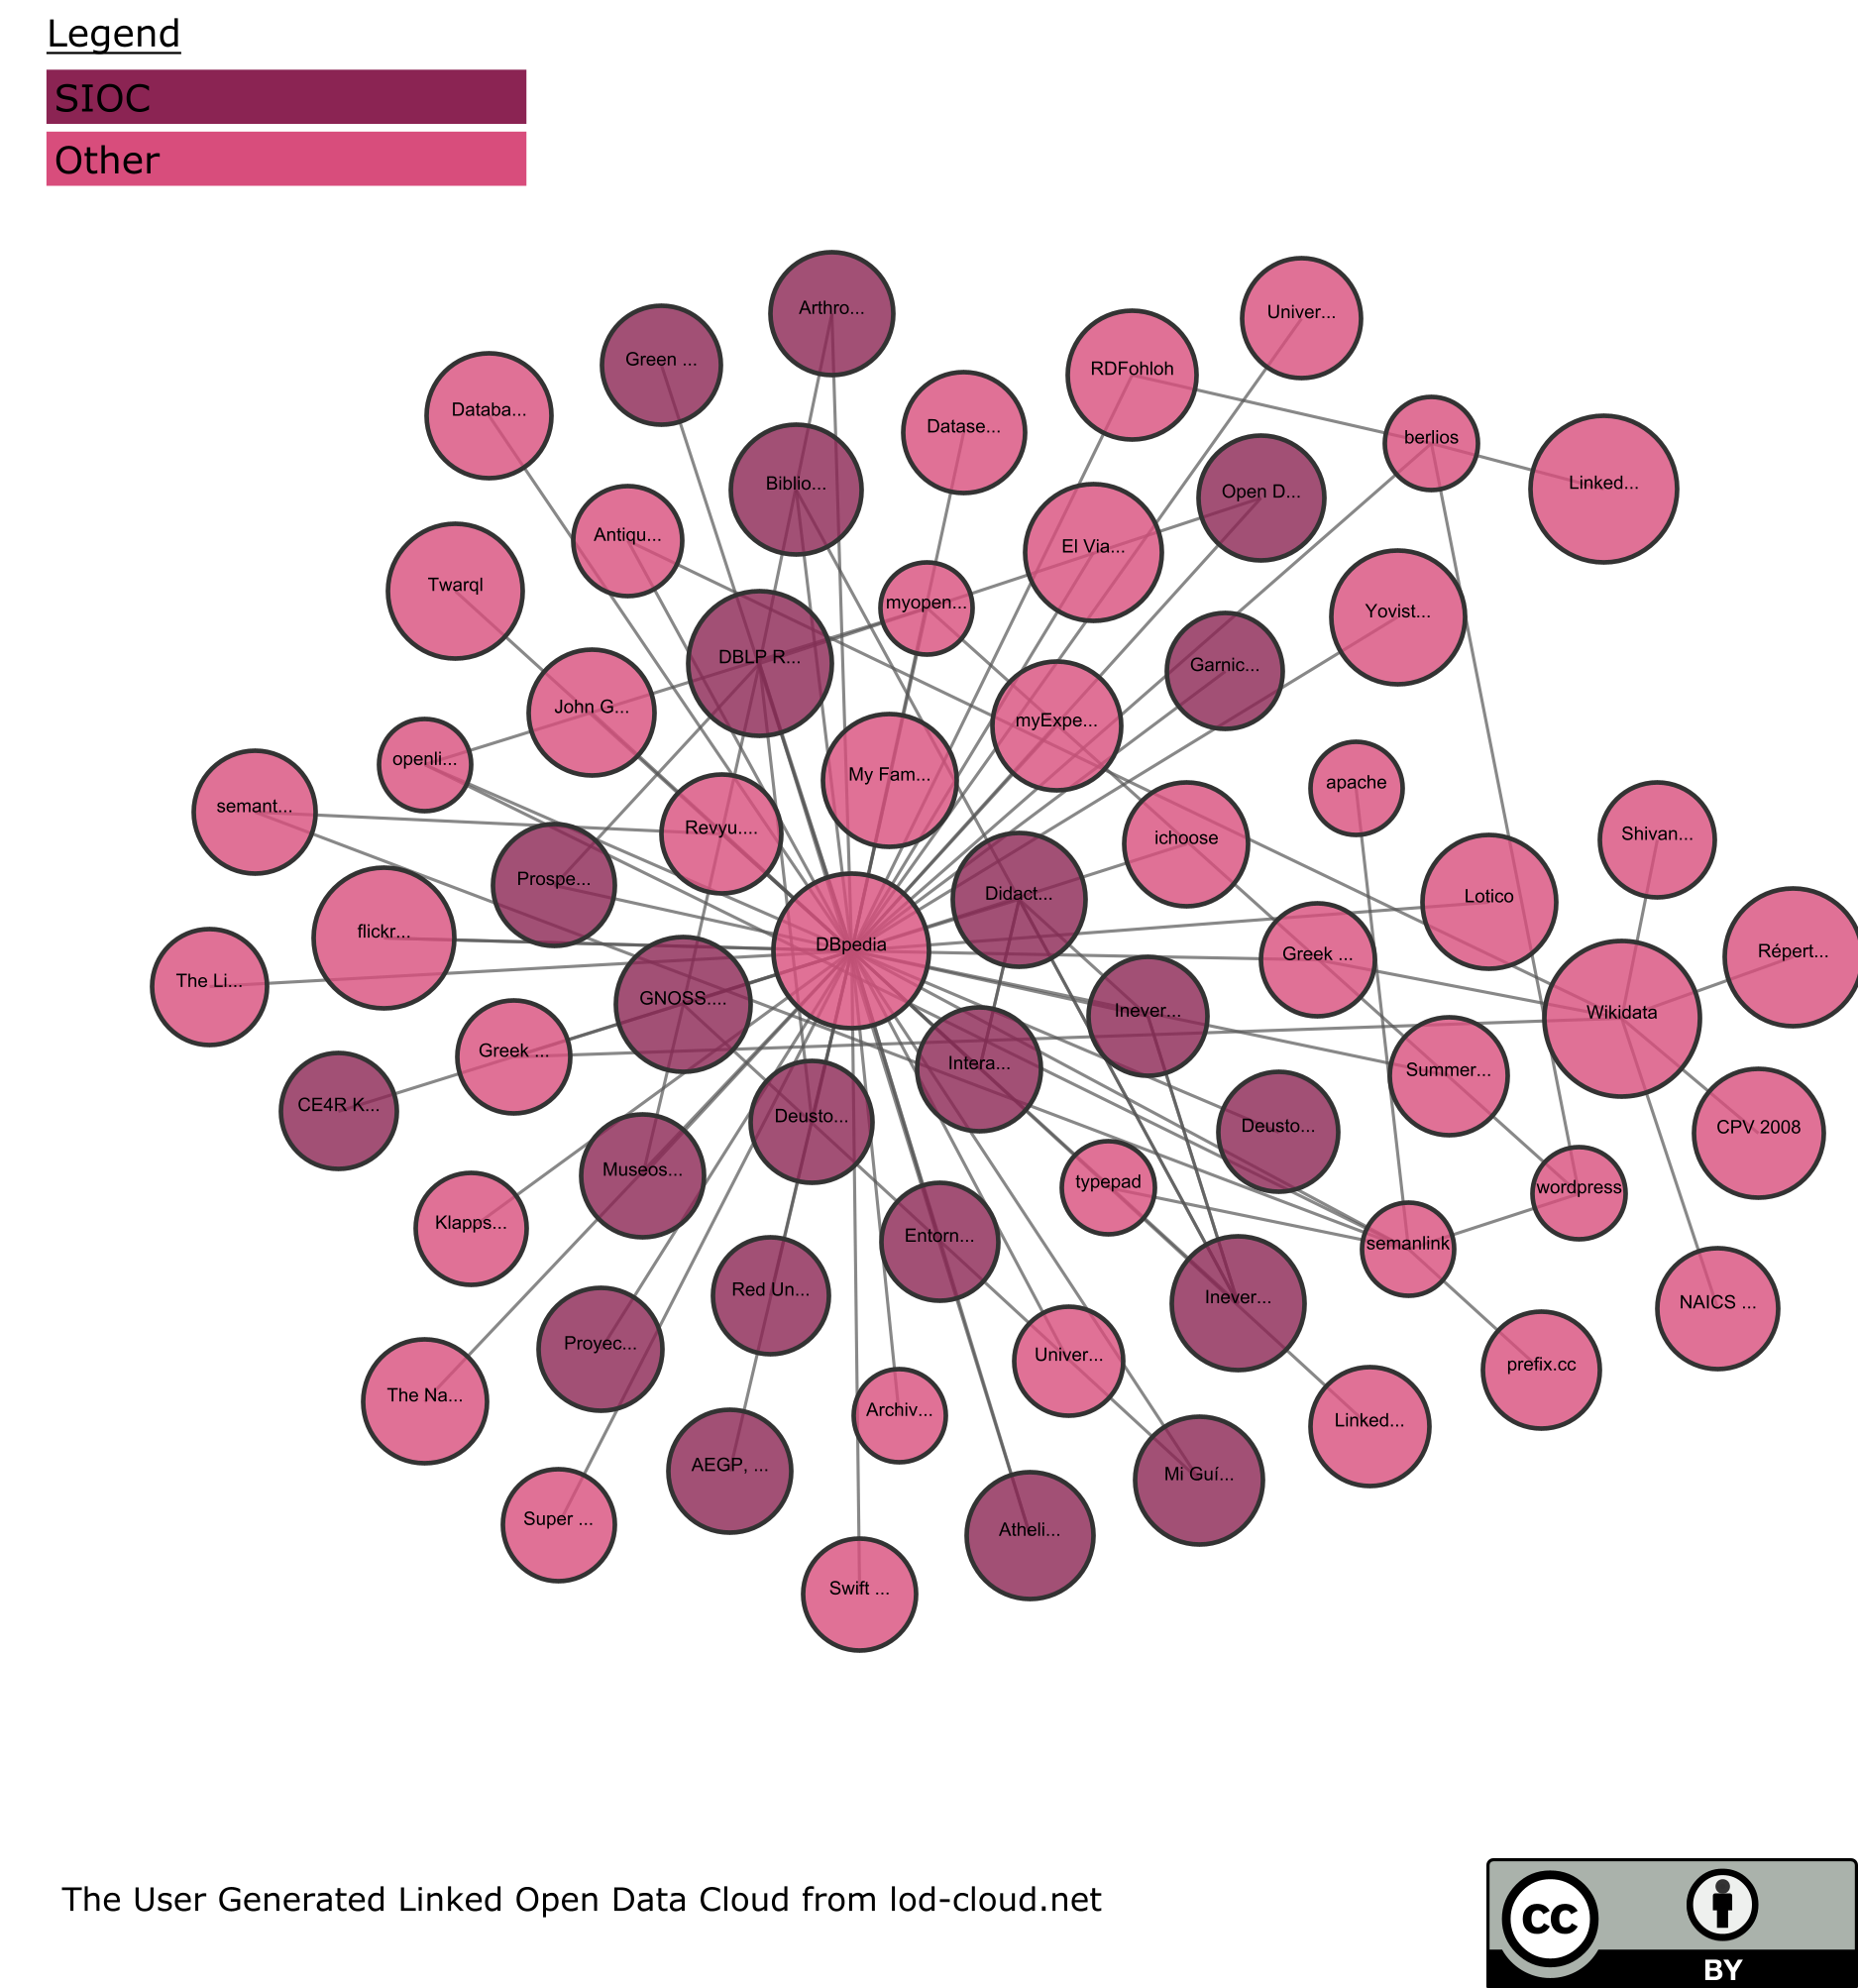 Legend
SIOC
Other
Arthro...
Univer...
Green ...
RDFohloh
Databa...
Datase...
berlios
Linked...
Biblio...
Open D...
Antiqu...
El Via...
Twarql
myopen...
Yovist...
DBLP R...
Garnic...
John G...
myExpe...
openli...
My Fam...
apache
semant...
Revyu....
ichoose
Shivan...
Prospe...
Didact...
Lotico
flickr...
DBpedia
Greek ...
Répert...
The Li...
GNOSS....
Inever...
Wikidata
Greek ...
Intera...
Summer...
CE4R K...
Deusto...
Deusto...
CPV 2008
Museos...
typepad
wordpress
Klapps...
Entorn...
semanlink
Red Un...
Inever...
NAICS ...
Proyec...
Univer...
prefix.cc
The Na...
Archiv...
Linked...
AEGP, ...
Mi Guí...
Super ...
Atheli...
Swift ...
The User Generated Linked Open Data Cloud from lod-cloud.net
cc
BY